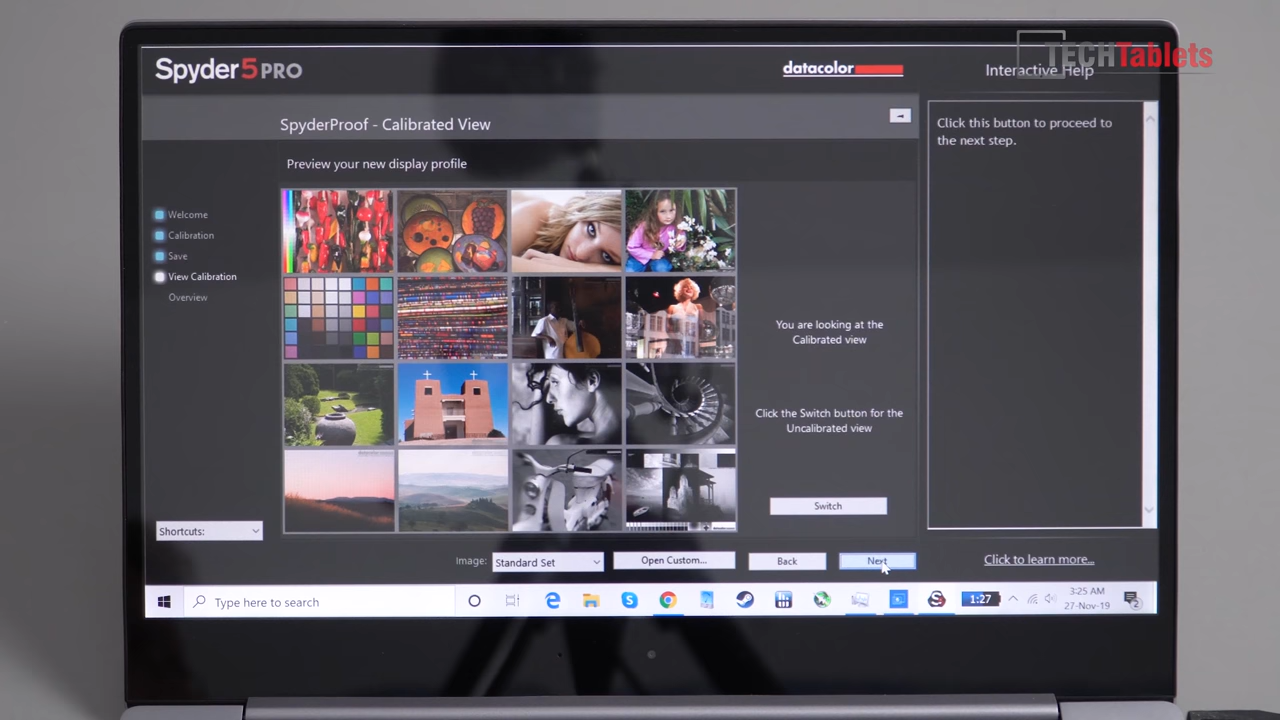 Spyder5PRO
datacolor
TECHTablets
Interactive Help
SpyderProof - Calibrated View
Click this button to proceed to
the next step.
Preview your new display profile
Welcome
Calibration
Save
View Calibration
Overview
You are looking at the
Calibrated view
Click the Switch button for the
Uncalibrated view
Switch
Shortcuts:
Image:
Standard Set
Open Custom...
Back
Next
Click to learn more...
Type here to search
1:27
3:25 AM
27-Nov-19
2